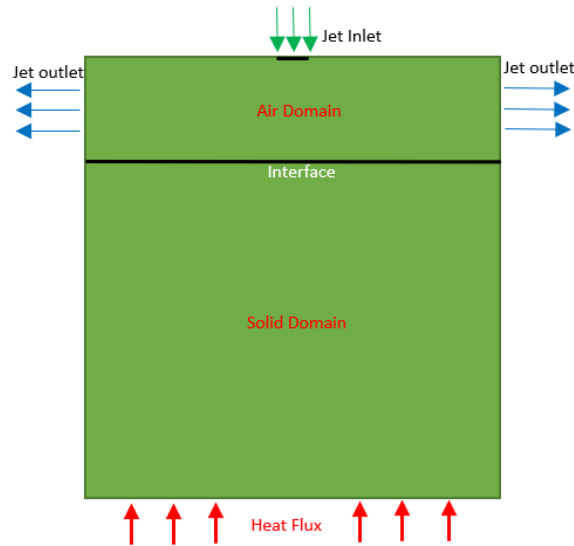 Jet Inlet
Jet outlet
Jet outlet
Air Domain
Interface
Solid Domain
Heat Flux